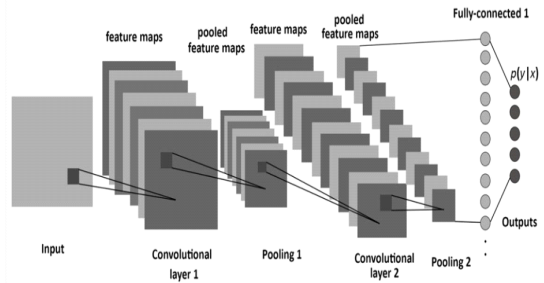 feature maps
pooled
feature maps
feature maps
pooled
feature maps
Fully-connected 1
p(y|x)
Outputs
Input
Convolutional
layer 1
Pooling 1
Convolutional
layer 2
Pooling 2